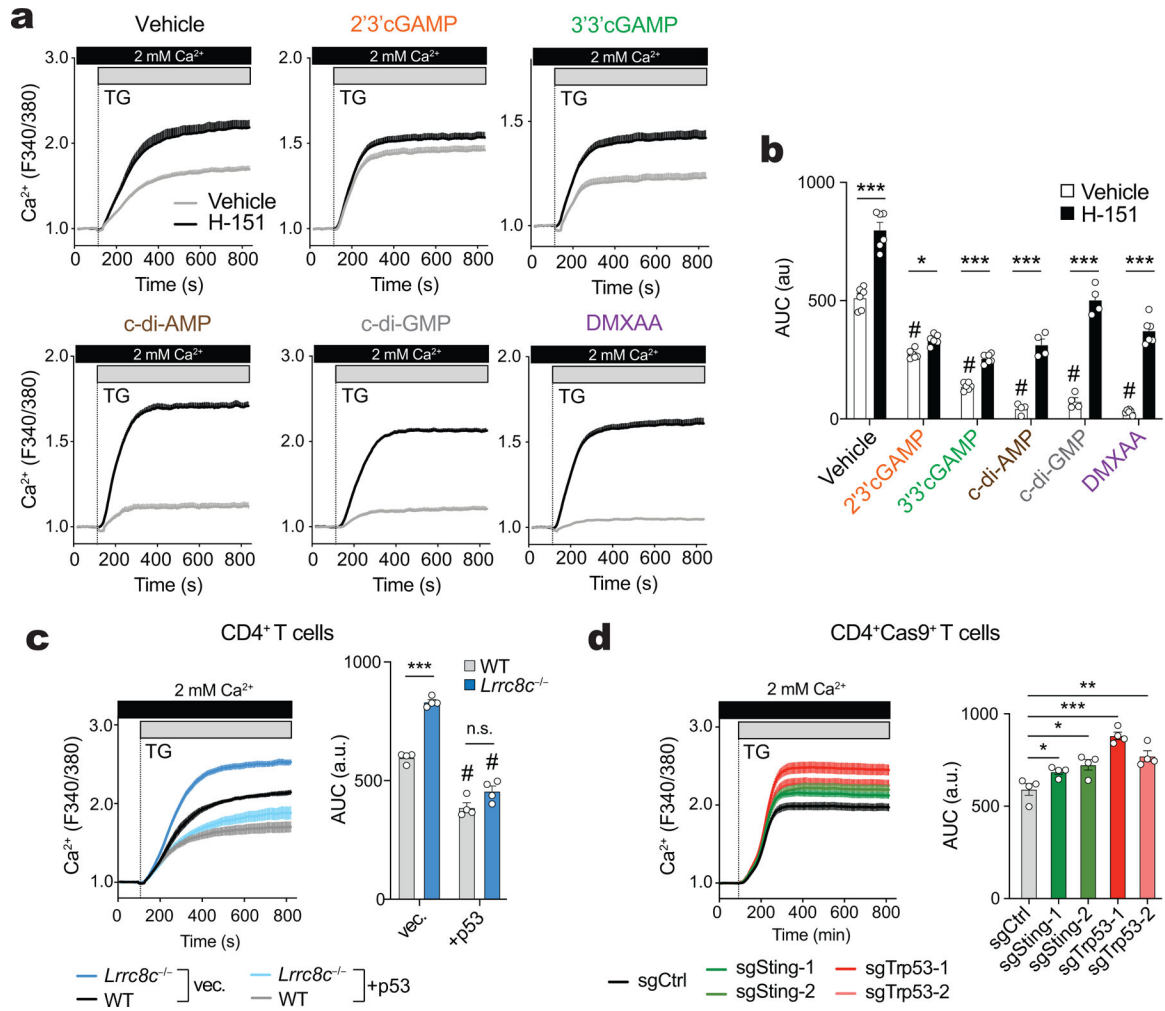 a
Vehicle
2'3'cGAMP
3'3'cGAMP
Ca²⁺ (F340/380)
3.0
2.0
1.0
2 mM Ca²⁺
TG
Vehicle
H-151
0 200 400 600 800
Time (s)
2.0
1.5
1.0
2 mM Ca²⁺
TG
0 200 400 600 800
Time (s)
1.4
1.0
2 mM Ca²⁺
TG
0 200 400 600 800
Time (s)
c-di-AMP
c-di-GMP
DMXAA
Ca²⁺ (F340/380)
2.0
1.5
1.0
2 mM Ca²⁺
TG
0 200 400 600 800
Time (s)
3.0
2.0
1.0
2 mM Ca²⁺
TG
0 200 400 600 800
Time (s)
2.0
1.5
1.0
2 mM Ca²⁺
TG
0 200 400 600 800
Time (s)
b
AUC (au)
1000
500
0
Vehicle
H-151
***
*
***
***
***
***
#
#
#
#
#
Vehicle
2'3'cGAMP
3'3'cGAMP
c-di-AMP
c-di-GMP
DMXAA
c
CD4⁺ T cells
2 mM Ca²⁺
TG
Ca²⁺ (F340/380)
3.0
2.0
1.0
0 200 400 600 800
Time (s)
Lrrc8c⁻/⁻
WT
vec.
Lrrc8c⁻/⁻
WT
+p53
AUC (a.u.)
1000
500
0
WT
Lrrc8c⁻/⁻
***
n.s.
# #
vec.
+p53
d
CD4⁺Cas9⁺ T cells
2 mM Ca²⁺
TG
Ca²⁺ (F340/380)
3.0
2.0
1.0
0 200 400 600 800
Time (min)
sgCtrl
sgSting-1
sgSting-2
sgTrp53-1
sgTrp53-2
AUC (a.u.)
1000
500
0
**
***
*
*
sgCtrl
sgSting-1
sgSting-2
sgTrp53-1
sgTrp53-2